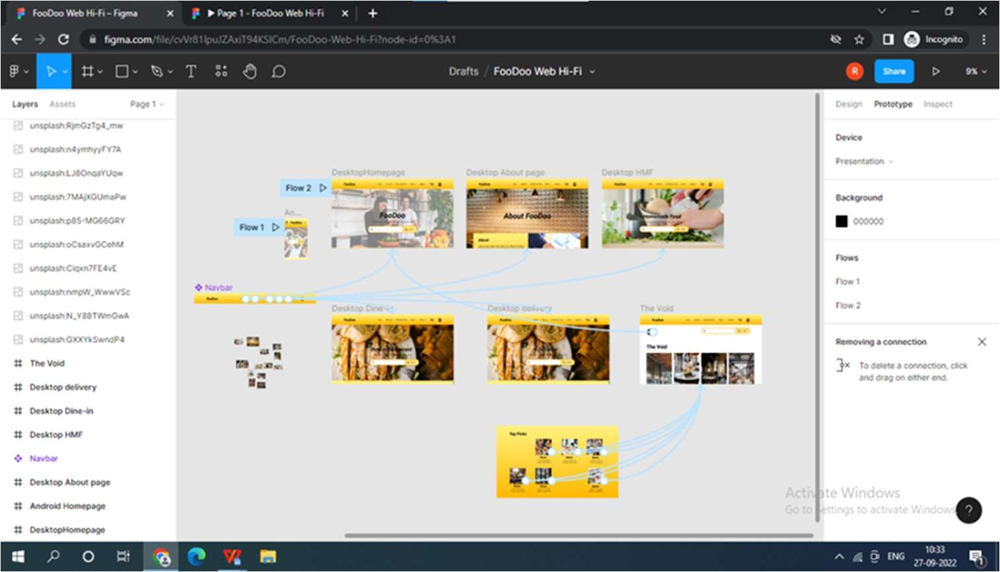 FooDoo Web Hi-Fi – Figma
Page 1 - FooDoo Web Hi-Fi
figma.com/file/cvVr81lpuJZAxiT94KSICm/FooDoo-Web-Hi-Fi?node-id=0%3A1
Incognito
Drafts / FooDoo Web Hi-Fi
R
Share
9%
Layers
Assets
Page 1
unsplash:RjmGzTg4_mw
unsplash:n4ymhyyFY7A
unsplash:LJ8OnqaYUqw
unsplash:7MAjXGUmaPw
unsplash:p85-MG66GRY
unsplash:oCsaxvGCehM
unsplash:Ciqxn7FE4vE
unsplash:nmpW_WwwVSc
unsplash:N_Y88TWmGwA
unsplash:GXXYkSwndP4
The Void
Desktop delivery
Desktop Dine-in
Desktop HMF
Navbar
Desktop About page
Android Homepage
DesktopHomepage
DesktopHomepage
Desktop About page
Desktop HMF
Flow 2
FooDoo
About FooDoo
Homemade Food
About
An...
Flow 1
Navbar
Desktop Dine-in
Desktop delivery
The Void
The Void
Top Picks
Design
Prototype
Inspect
Device
Presentation
Background
000000
Flows
Flow 1
Flow 2
Removing a connection
To delete a connection, click
and drag on either end.
Activate Windows
Go to Settings to activate Windows
?
ENG
10:33
27-09-2022
1